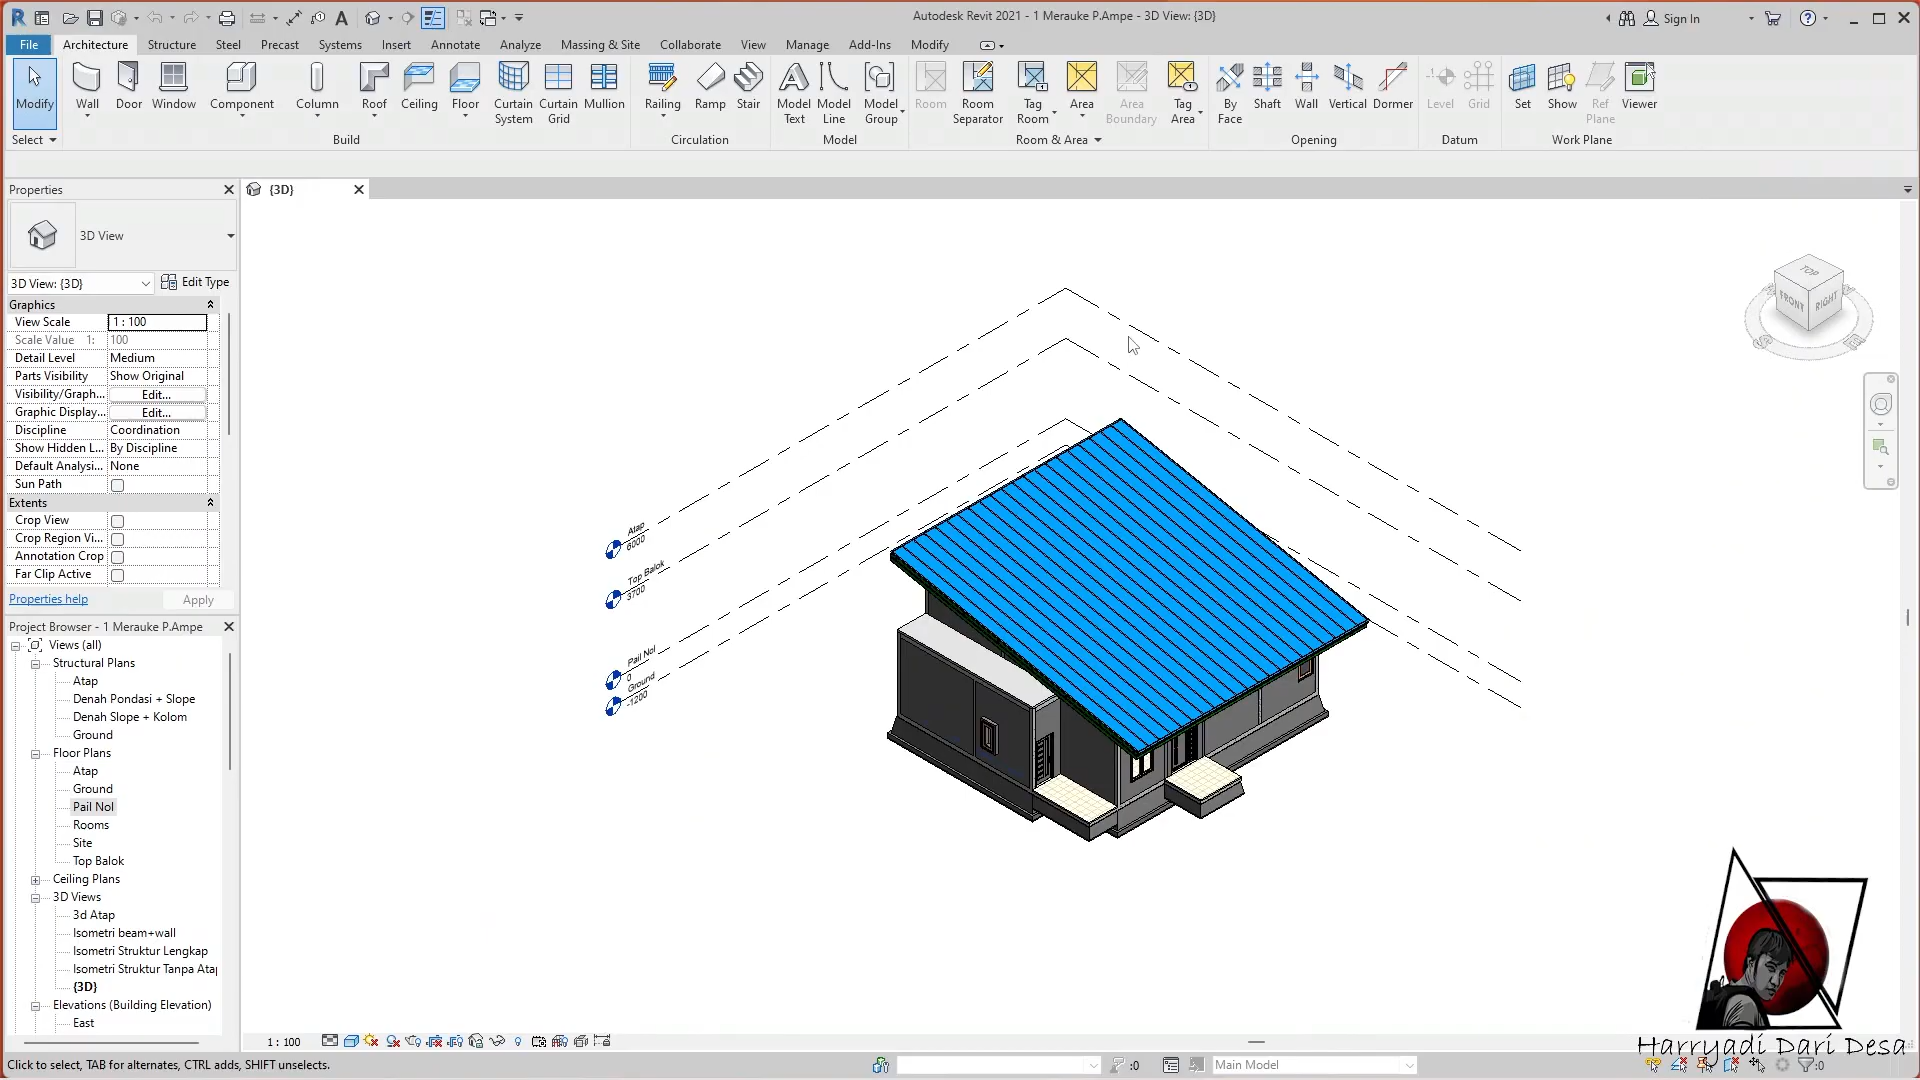 Autodesk Revit 2021 - 1 Merauke P.Ampe - 3D View: {3D}
Sign In
File Architecture Structure Steel Precast Systems Insert Annotate Analyze Massing & Site Collaborate View Manage Add-Ins Modify
Modify Wall Door Window Component Column Roof Ceiling Floor Curtain System Curtain Grid Mullion Railing Ramp Stair Model Text Model Line Model Group Room Room Separator Tag Room Area Area Boundary Tag Area By Face Shaft Wall Vertical Dormer Level Grid Set Show Ref Plane Viewer
Select Build Circulation Model Room & Area Opening Datum Work Plane
Properties
{3D}
3D View
3D View: {3D} Edit Type
Graphics
View Scale 1 : 100
Scale Value 1: 100
Detail Level Medium
Parts Visibility Show Original
Visibility/Graph... Edit...
Graphic Display... Edit...
Discipline Coordination
Show Hidden L... By Discipline
Default Analysi... None
Sun Path
Extents
Crop View
Crop Region Vi...
Annotation Crop
Far Clip Active
Properties help Apply
Project Browser - 1 Merauke P.Ampe
Views (all)
Structural Plans
Atap
Denah Pondasi + Slope
Denah Slope + Kolom
Ground
Floor Plans
Atap
Ground
Pail Nol
Rooms
Site
Top Balok
Ceiling Plans
3D Views
3d Atap
Isometri beam+wall
Isometri Struktur Lengkap
Isometri Struktur Tanpa Atap
{3D}
Elevations (Building Elevation)
East
Atap
6000
Top Balok
3700
Pail Nol
0
Ground
-1200
TOP
FRONT
RIGHT
S
E
1 : 100
Click to select, TAB for alternates, CTRL adds, SHIFT unselects.
:0
Main Model
:0
Harryadi Dari Desa